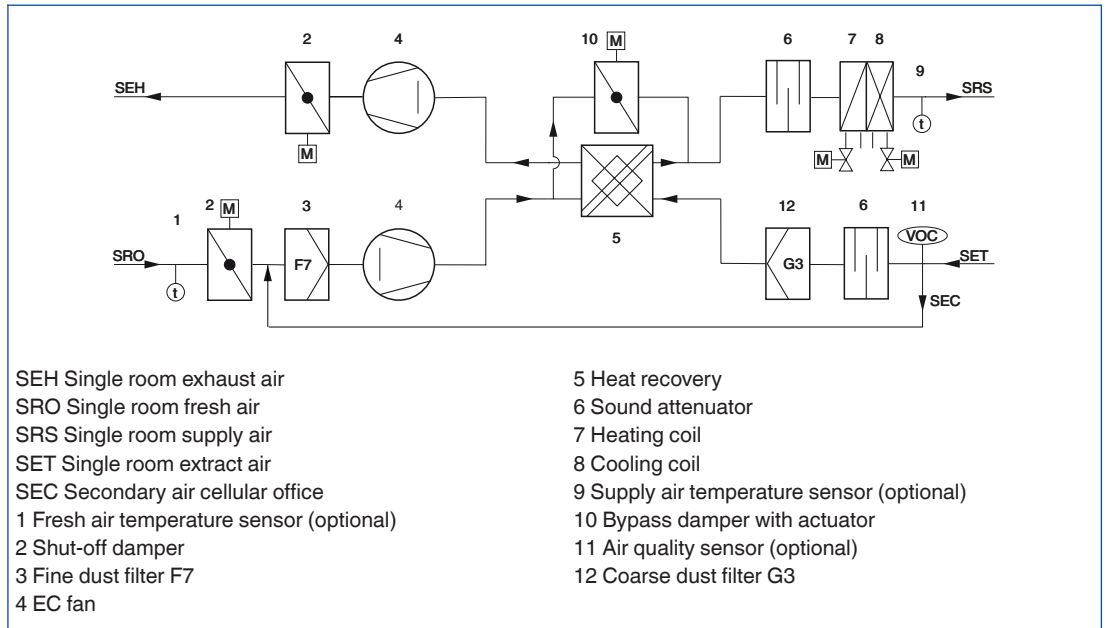 2 4 10 M 6 7 8 9
SEH SRS
M t M M
1 2 M 3 4 5 12 6 11
VOC
SRO F7 G3 SET
t SEC
SEH Single room exhaust air
SRO Single room fresh air
SRS Single room supply air
SET Single room extract air
SEC Secondary air cellular office
1 Fresh air temperature sensor (optional)
2 Shut-off damper
3 Fine dust filter F7
4 EC fan
5 Heat recovery
6 Sound attenuator
7 Heating coil
8 Cooling coil
9 Supply air temperature sensor (optional)
10 Bypass damper with actuator
11 Air quality sensor (optional)
12 Coarse dust filter G3